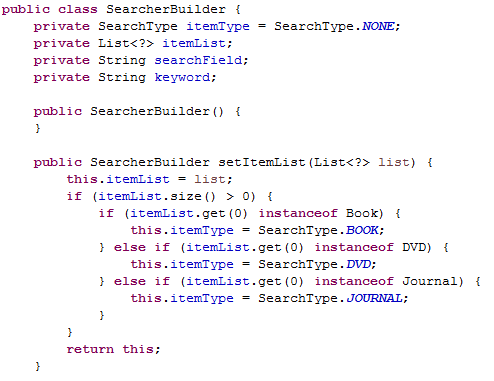 public class SearcherBuilder {
    private SearchType itemType = SearchType.NONE;
    private List<?> itemList;
    private String searchField;
    private String keyword;

    public SearcherBuilder() {
    }

    public SearcherBuilder setItemList(List<?> list) {
        this.itemList = list;
        if (itemList.size() > 0) {
            if (itemList.get(0) instanceof Book) {
                this.itemType = SearchType.BOOK;
            } else if (itemList.get(0) instanceof DVD) {
                this.itemType = SearchType.DVD;
            } else if (itemList.get(0) instanceof Journal) {
                this.itemType = SearchType.JOURNAL;
            }
        }
        return this;
    }